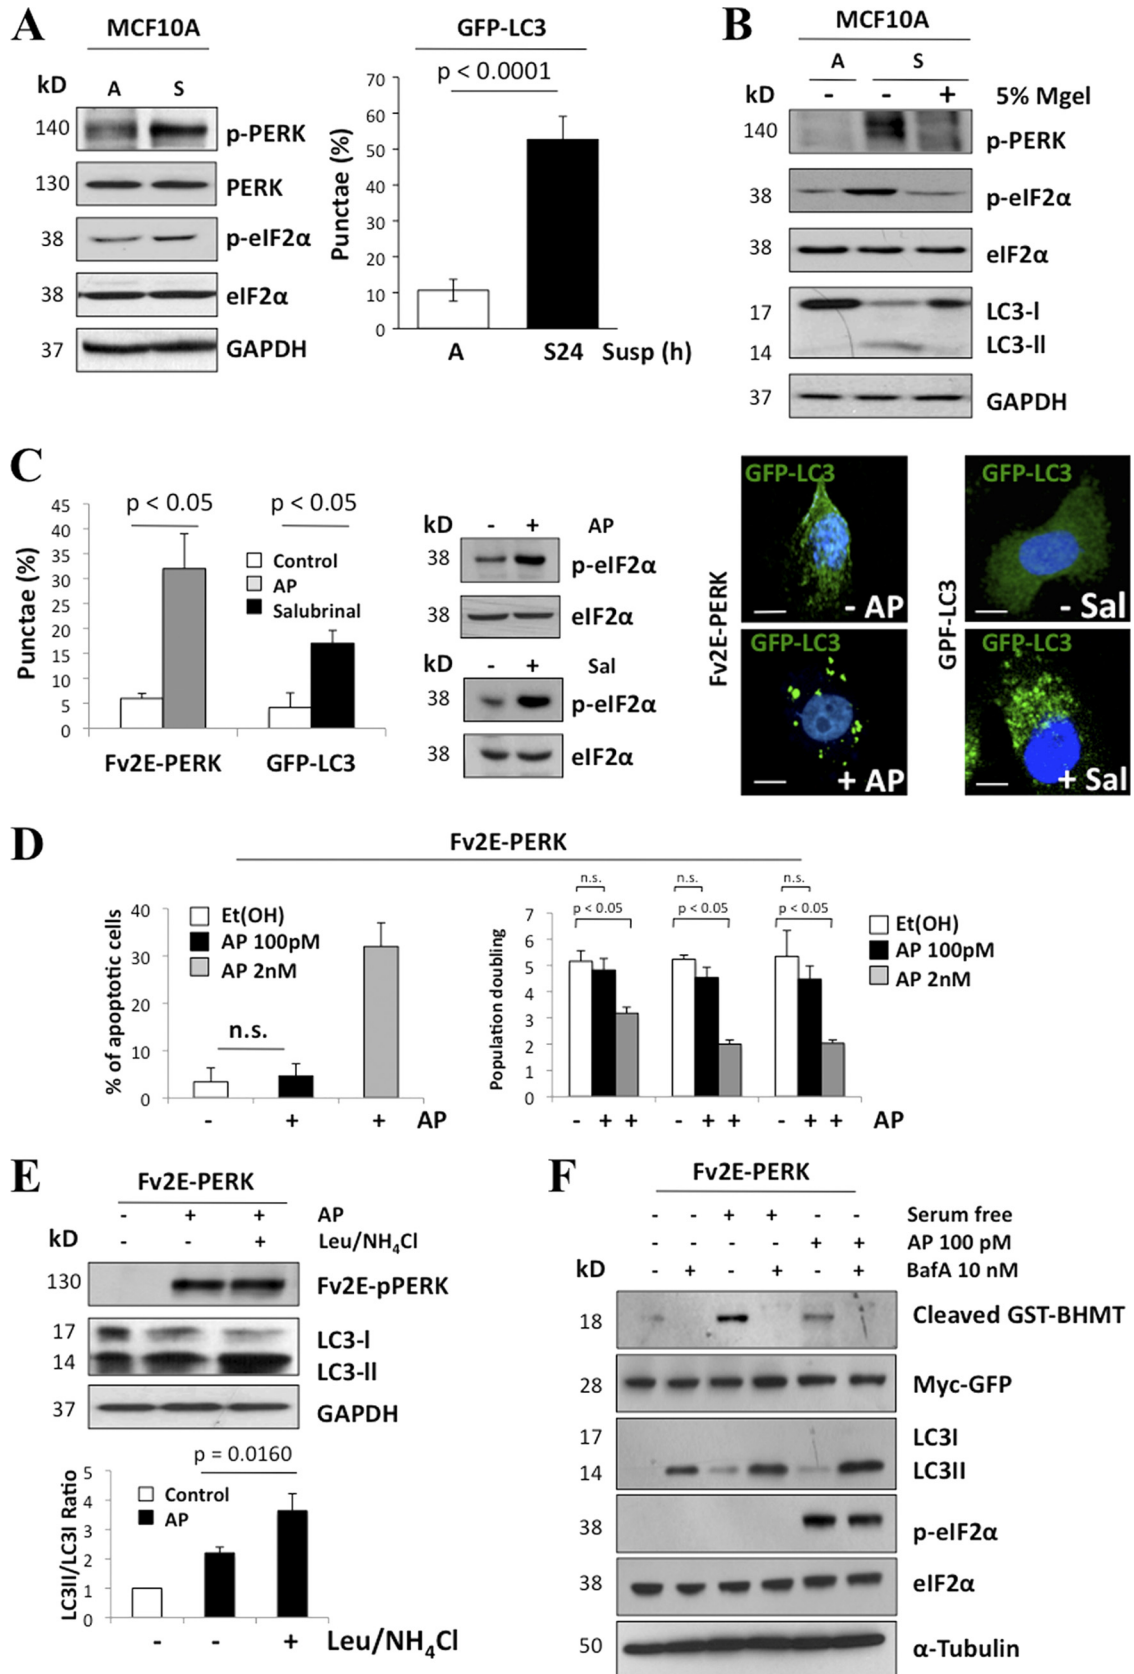 A
MCF10A
kD A S
140 p-PERK
130 PERK
38 p-eIF2α
38 eIF2α
37 GAPDH
GFP-LC3
p < 0.0001
Punctae (%)
70
60
50
40
30
20
10
0
A S24 Susp (h)
B
MCF10A
A S
kD - - + 5% Mgel
140 p-PERK
38 p-eIF2α
38 eIF2α
17 LC3-I
14 LC3-II
37 GAPDH
C
p < 0.05 p < 0.05
Punctae (%)
45
40
35
30
25
20
15
10
5
0
Control
AP
Salubrinal
Fv2E-PERK GFP-LC3
kD - + AP
38 p-eIF2α
38 eIF2α
kD - + Sal
38 p-eIF2α
38 eIF2α
Fv2E-PERK
GFP-LC3
- AP
GFP-LC3
+ AP
GPF-LC3
GFP-LC3
- Sal
GFP-LC3
+ Sal
D
Fv2E-PERK
% of apoptotic cells
40
30
20
10
0
Et(OH)
AP 100pM
AP 2nM
n.s.
- + + AP
Population doubling
7
6
5
4
3
2
1
0
n.s. n.s. n.s.
p < 0.05 p < 0.05 p < 0.05
Et(OH)
AP 100pM
AP 2nM
- + + - + + - + + AP
E
Fv2E-PERK
- + + AP
kD - - + Leu/NH4Cl
130 Fv2E-pPERK
17 LC3-I
14 LC3-II
37 GAPDH
p = 0.0160
LC3II/LC3I Ratio
5
4
3
2
1
0
Control
AP
- - + Leu/NH4Cl
F
Fv2E-PERK
- - + + - - Serum free
- - - - + + AP 100 pM
kD - + - + - + BafA 10 nM
18 Cleaved GST-BHMT
28 Myc-GFP
17 LC3I
14 LC3II
38 p-eIF2α
38 eIF2α
50 α-Tubulin